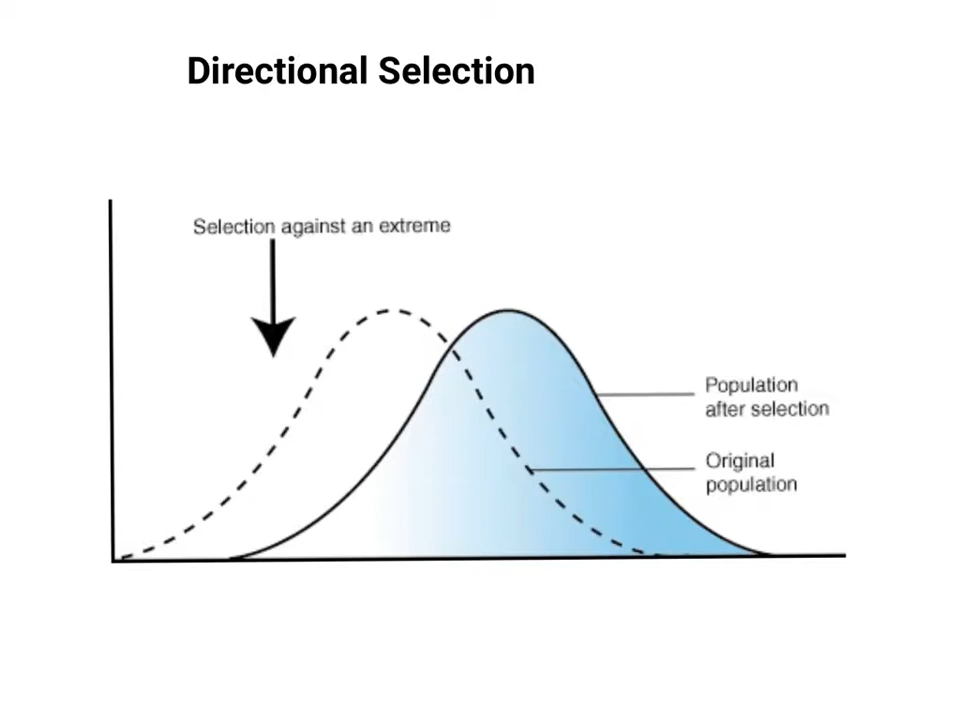 Directional Selection
Selection against an extreme
Population
after selection
Original
population